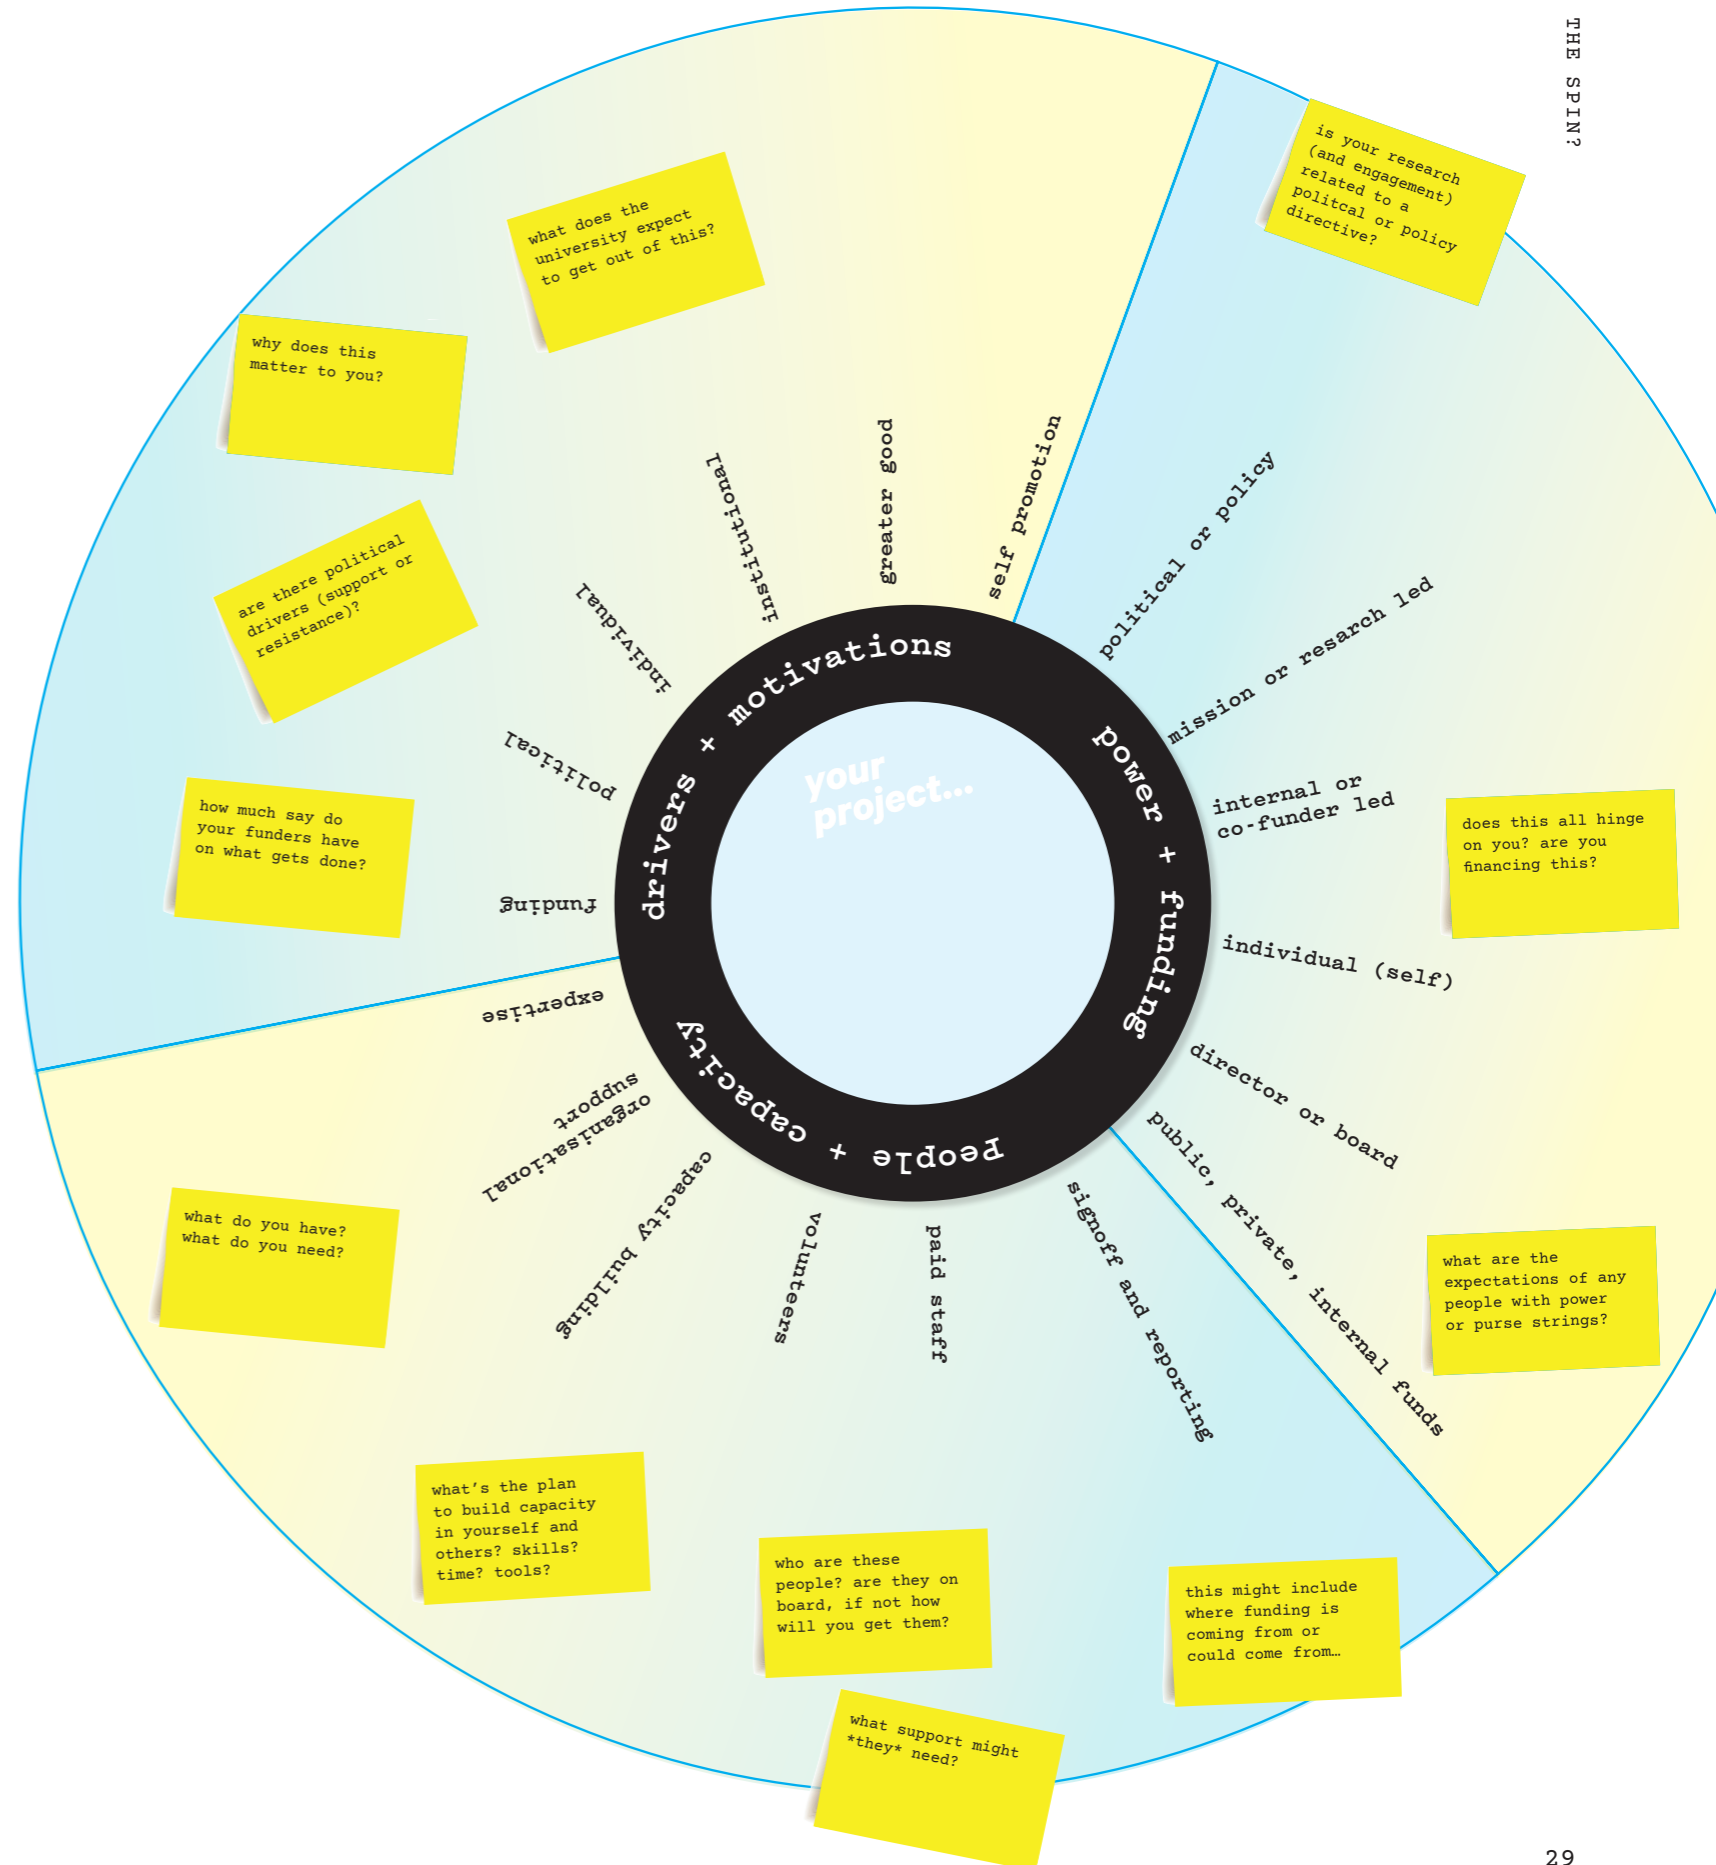 THE SPIN?
is your research
(and engagement)
related to a
politcal or policy
directive?
what does the
university expect
to get out of this?
why does this
matter to you?
are there political
drivers (support or
resistance)?
how much say do
your funders have
on what gets done?
drivers + motivations
funding
political
individual
institutional
greater good
self promotion
power + funding
political or policy
mission or resarch led
internal or
co-funder led
individual (self)
director or board
public, private, internal funds
does this all hinge
on you? are you
financing this?
what are the
expectations of any
people with power
or purse strings?
your
project…
People + capacity
signoff and reporting
paid staff
volunteers
capacity building
organisational
support
expertise
what do you have?
what do you need?
what's the plan
to build capacity
in yourself and
others? skills?
time? tools?
who are these
people? are they on
board, if not how
will you get them?
what support might
*they* need?
this might include
where funding is
coming from or
could come from…
29